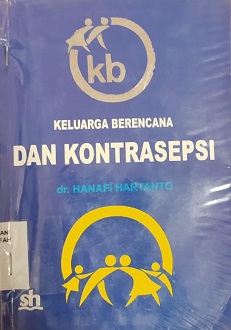 kb
KELUARGA BERENCANA
DAN KONTRASEPSI
dr. HANAFI HARTANTO
sh